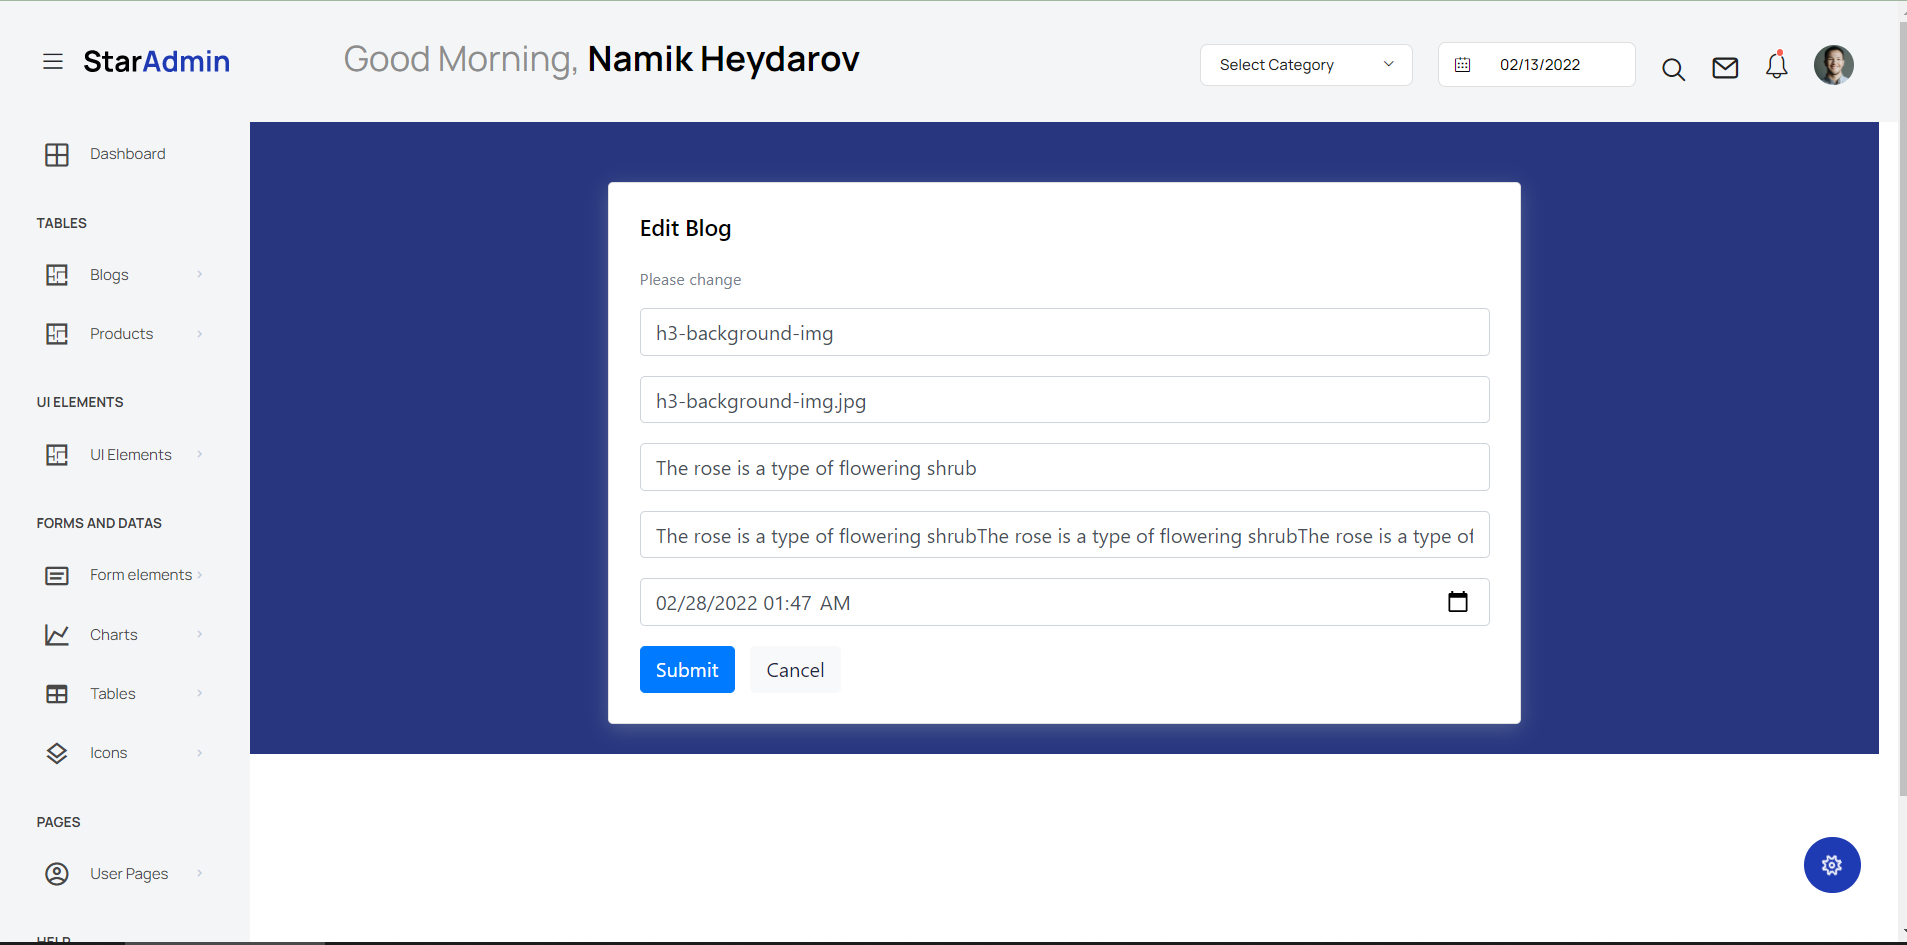 StarAdmin
Good Morning, Namik Heydarov
Select Category
02/13/2022
Dashboard
TABLES
Blogs
Products
UI ELEMENTS
UI Elements
FORMS AND DATAS
Form elements
Charts
Tables
Icons
PAGES
User Pages
HELP
Edit Blog
Please change
h3-background-img
h3-background-img.jpg
The rose is a type of flowering shrub
The rose is a type of flowering shrubThe rose is a type of flowering shrubThe rose is a type of
02/28/2022 01:47 AM
Submit
Cancel